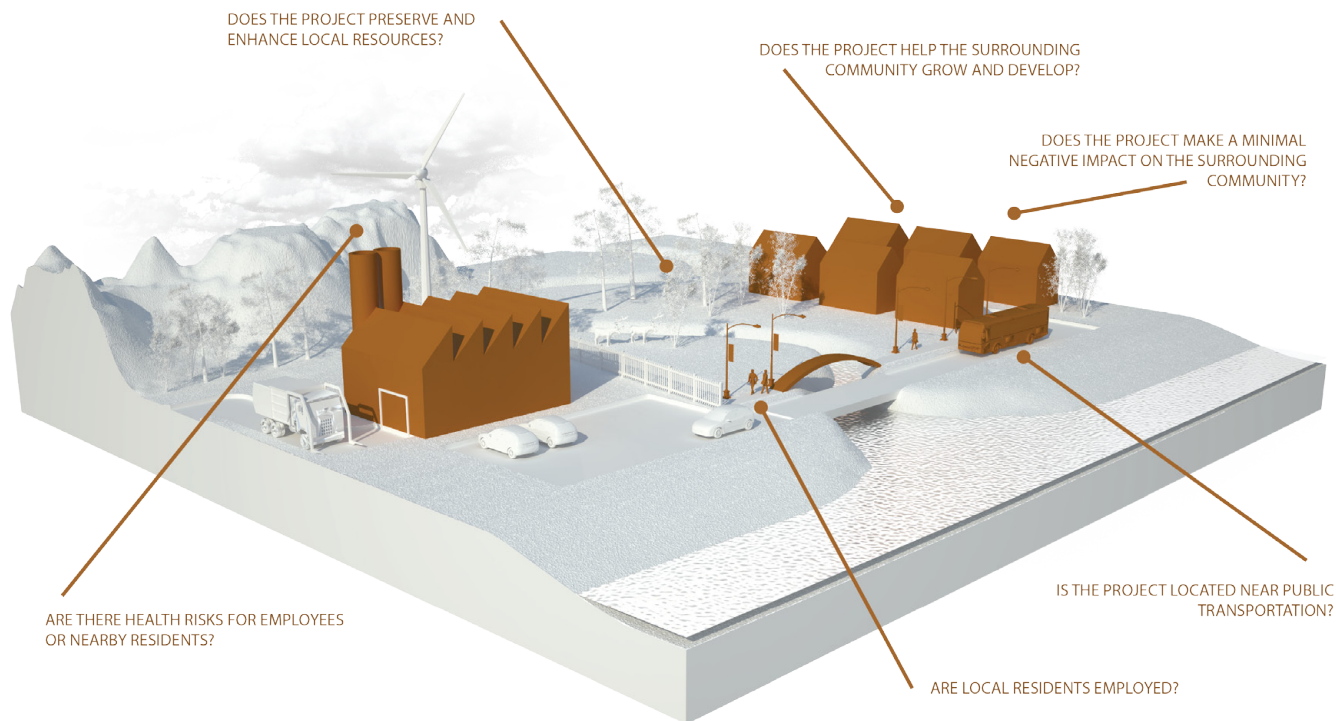 DOES THE PROJECT PRESERVE AND
ENHANCE LOCAL RESOURCES?
DOES THE PROJECT HELP THE SURROUNDING
COMMUNITY GROW AND DEVELOP?
DOES THE PROJECT MAKE A MINIMAL
NEGATIVE IMPACT ON THE SURROUNDING
COMMUNITY?
ARE THERE HEALTH RISKS FOR EMPLOYEES
OR NEARBY RESIDENTS?
IS THE PROJECT LOCATED NEAR PUBLIC
TRANSPORTATION?
ARE LOCAL RESIDENTS EMPLOYED?